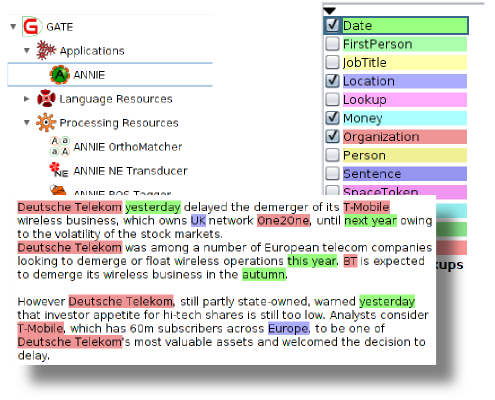 GATE
Applications
ANNIE
Language Resources
Processing Resources
ANNIE OrthoMatcher
ANNIE NE Transducer
ANNIE POS Tagger
Date
FirstPerson
JobTitle
Location
Lookup
Money
Organization
Person
Sentence
SpaceToken
Deutsche Telekom yesterday delayed the demerger of its T-Mobile
wireless business, which owns UK network One2One, until next year owing
to the volatility of the stock markets.
Deutsche Telekom was among a number of European telecom companies
looking to demerge or float wireless operations this year. BT is expected
to demerge its wireless business in the autumn.
However Deutsche Telekom, still partly state-owned, warned yesterday
that investor appetite for hi-tech shares is still too low. Analysts consider
T-Mobile, which has 60m subscribers across Europe, to be one of
Deutsche Telekom's most valuable assets and welcomed the decision to
delay.